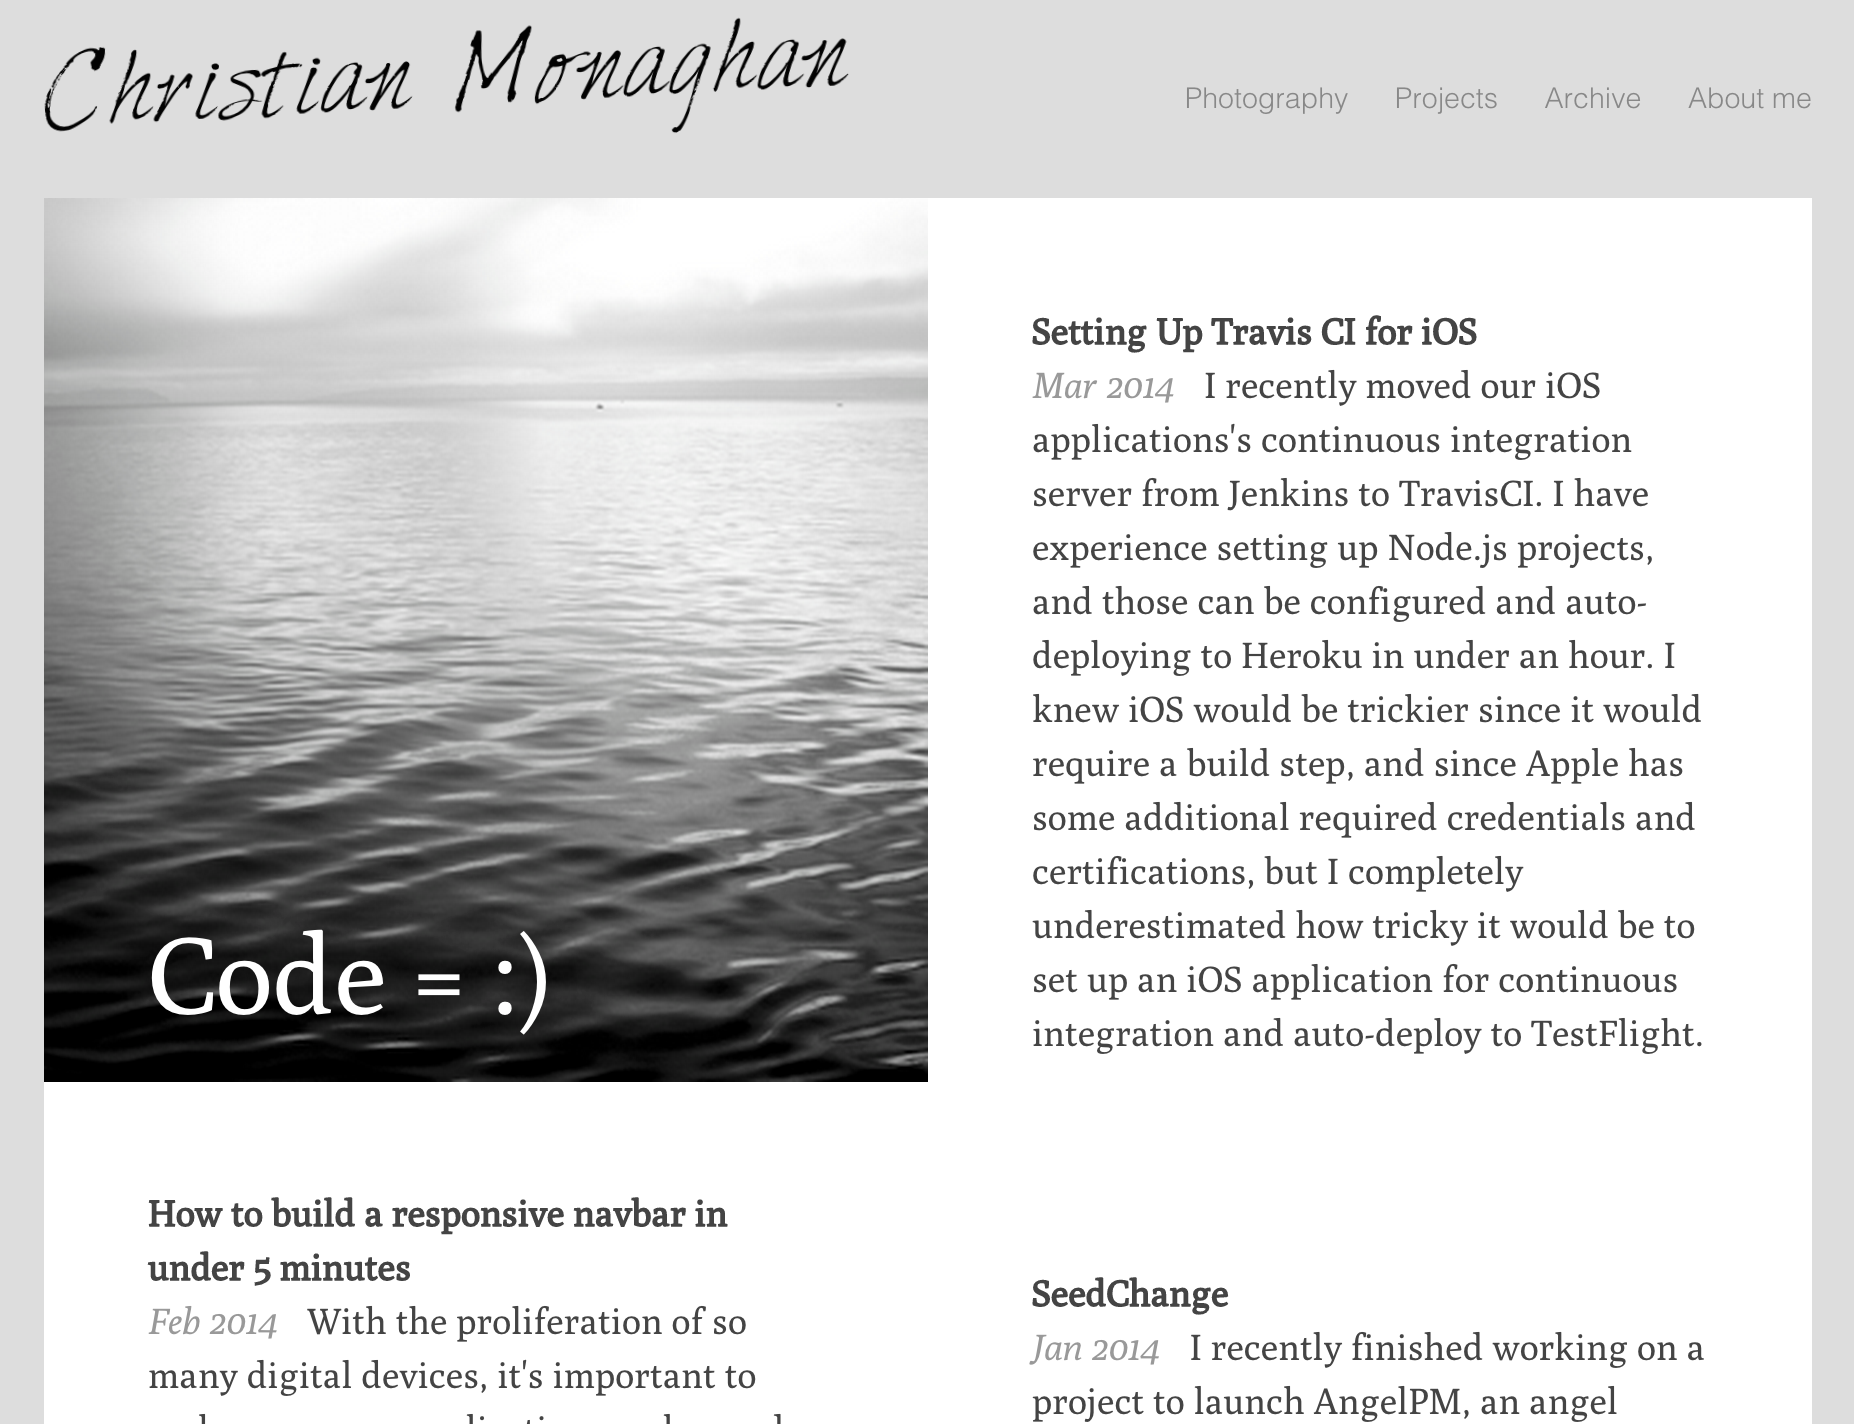 Christian Monaghan
Photography Projects Archive About me
Code = :)
Setting Up Travis CI for iOS
Mar 2014 I recently moved our iOS
applications's continuous integration
server from Jenkins to TravisCI. I have
experience setting up Node.js projects,
and those can be configured and auto-
deploying to Heroku in under an hour. I
knew iOS would be trickier since it would
require a build step, and since Apple has
some additional required credentials and
certifications, but I completely
underestimated how tricky it would be to
set up an iOS application for continuous
integration and auto-deploy to TestFlight.
How to build a responsive navbar in
under 5 minutes
Feb 2014 With the proliferation of so
many digital devices, it's important to
SeedChange
Jan 2014 I recently finished working on a
project to launch AngelPM, an angel